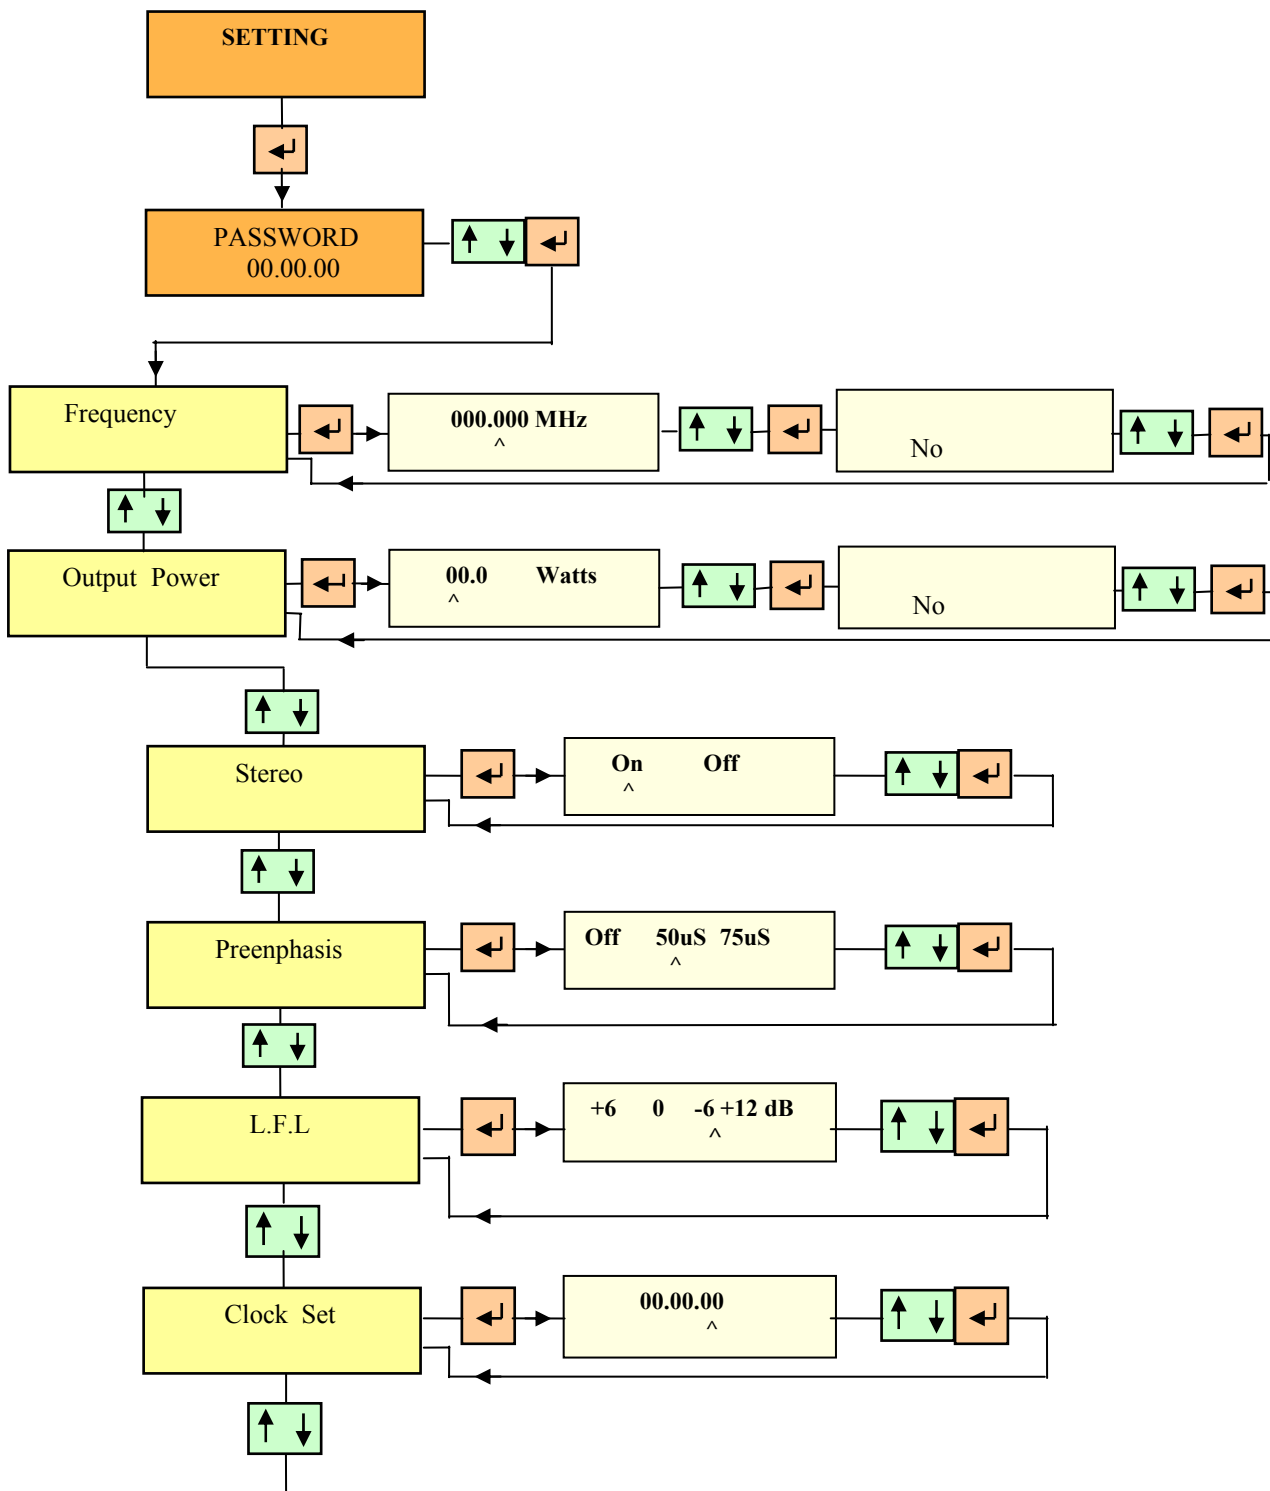 SETTING
PASSWORD
00.00.00
Frequency
000.000 MHz
^
No
Output Power
00.0 Watts
^
No
Stereo
On Off
^
Preenphasis
Off 50uS 75uS
^
L.F.L
+6 0 -6 +12 dB
^
Clock Set
00.00.00
^